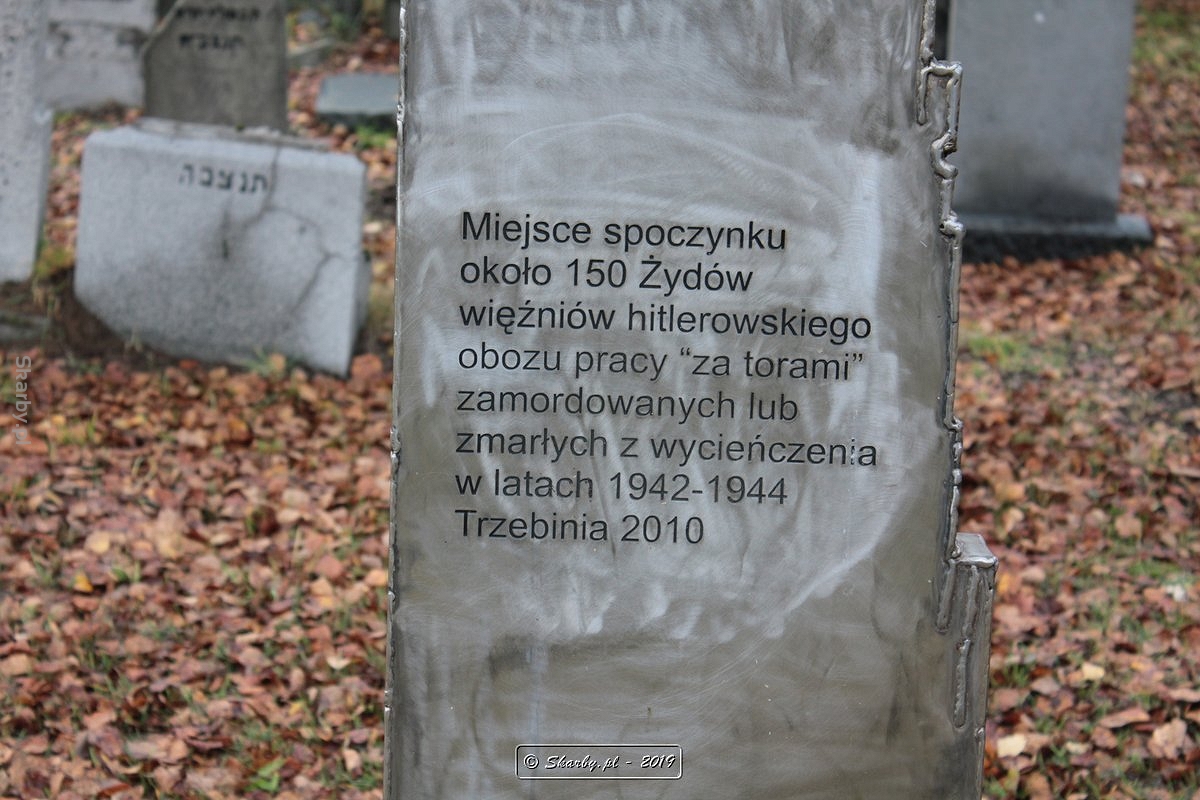 תנצבה
Miejsce spoczynku
około 150 Żydów
więźniów hitlerowskiego
obozu pracy “za torami”
zamordowanych lub
zmarłych z wycieńczenia
w latach 1942-1944
Trzebinia 2010
Skarby.pl
© Skarby.pl - 2019